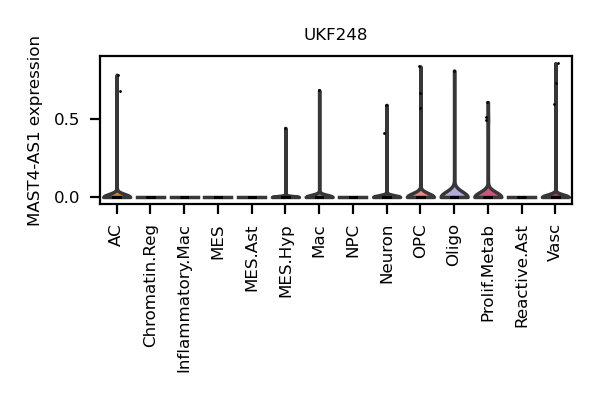 UKF248
MAST4-AS1 expression
0.5
0.0
AC
Chromatin.Reg
Inflammatory.Mac
MES
MES.Ast
MES.Hyp
Mac
NPC
Neuron
OPC
Oligo
Prolif.Metab
Reactive.Ast
Vasc